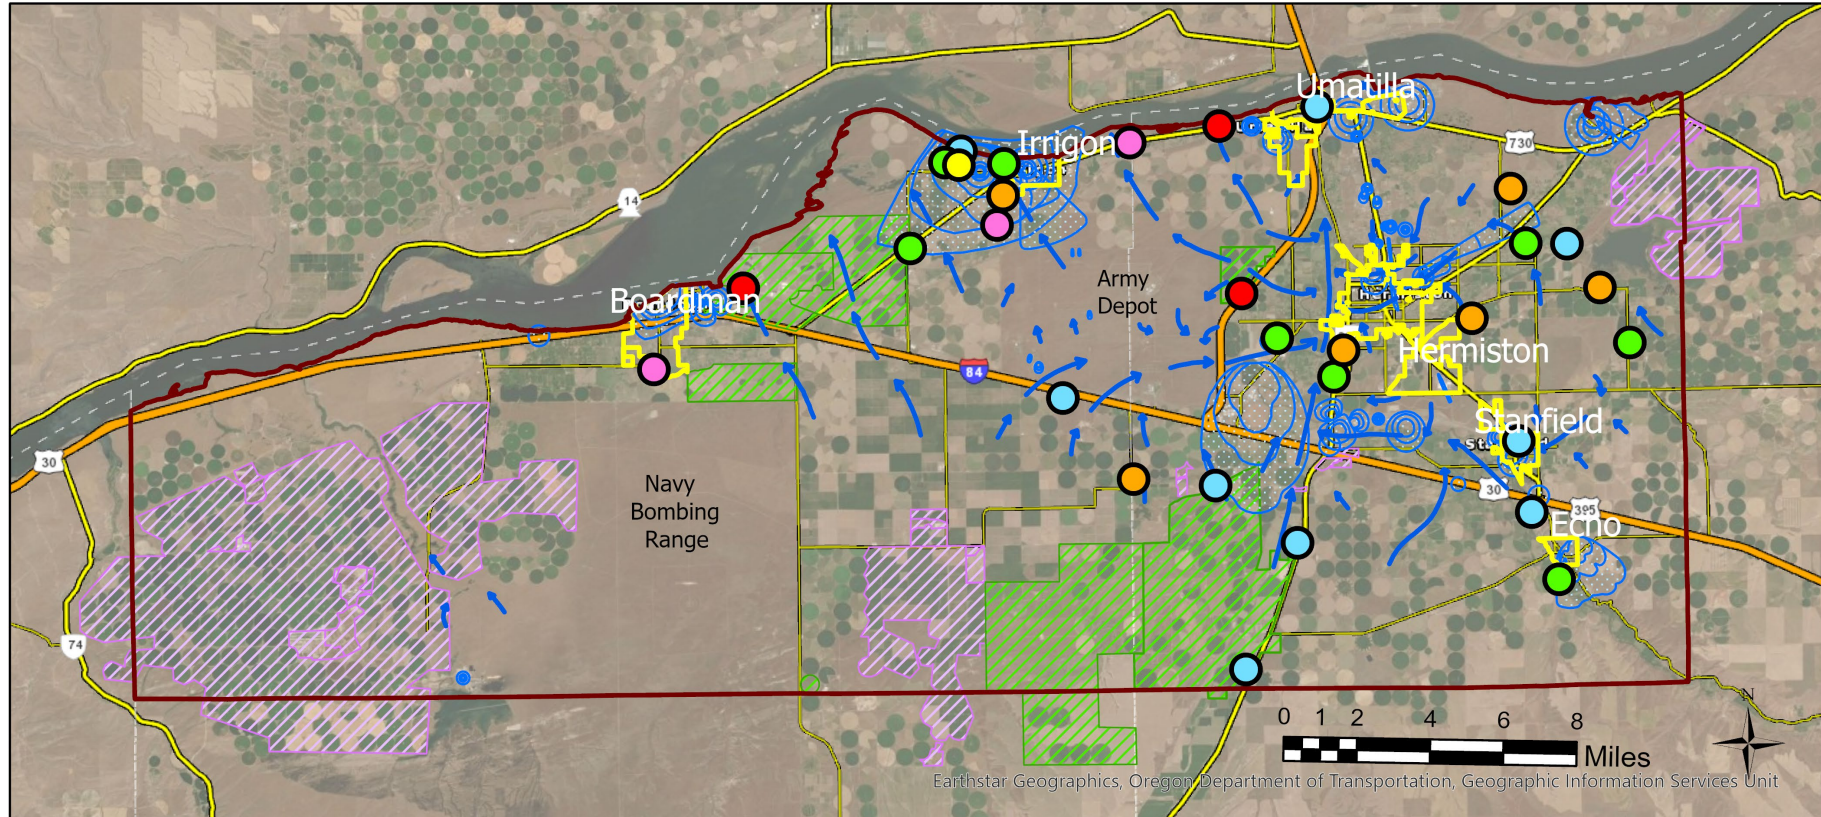 Umatilla
730
Irrigon
14
Army
Depot
Boardman
Hermiston
84
Stanfield
30
Navy
Bombing
Range
30
395
Echo
74
N
0 1 2 4 6 8
Miles
Earthstar Geographics, Oregon Department of Transportation, Geographic Information Services Unit